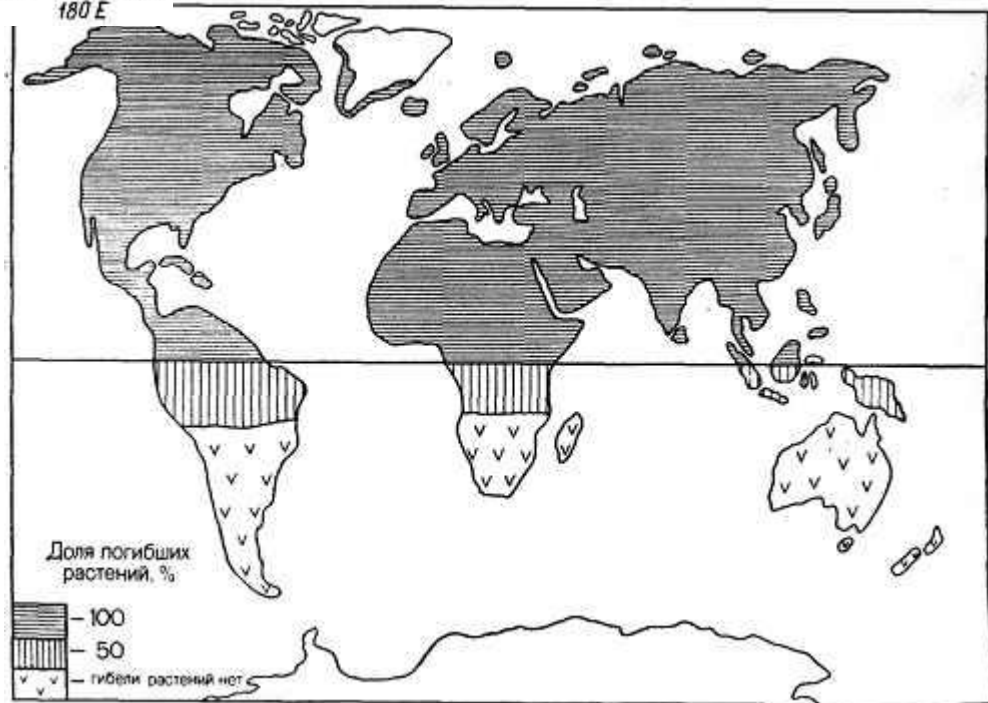 180 E
Доля погибших
растений, %
– 100
– 50
– гибели растений нет